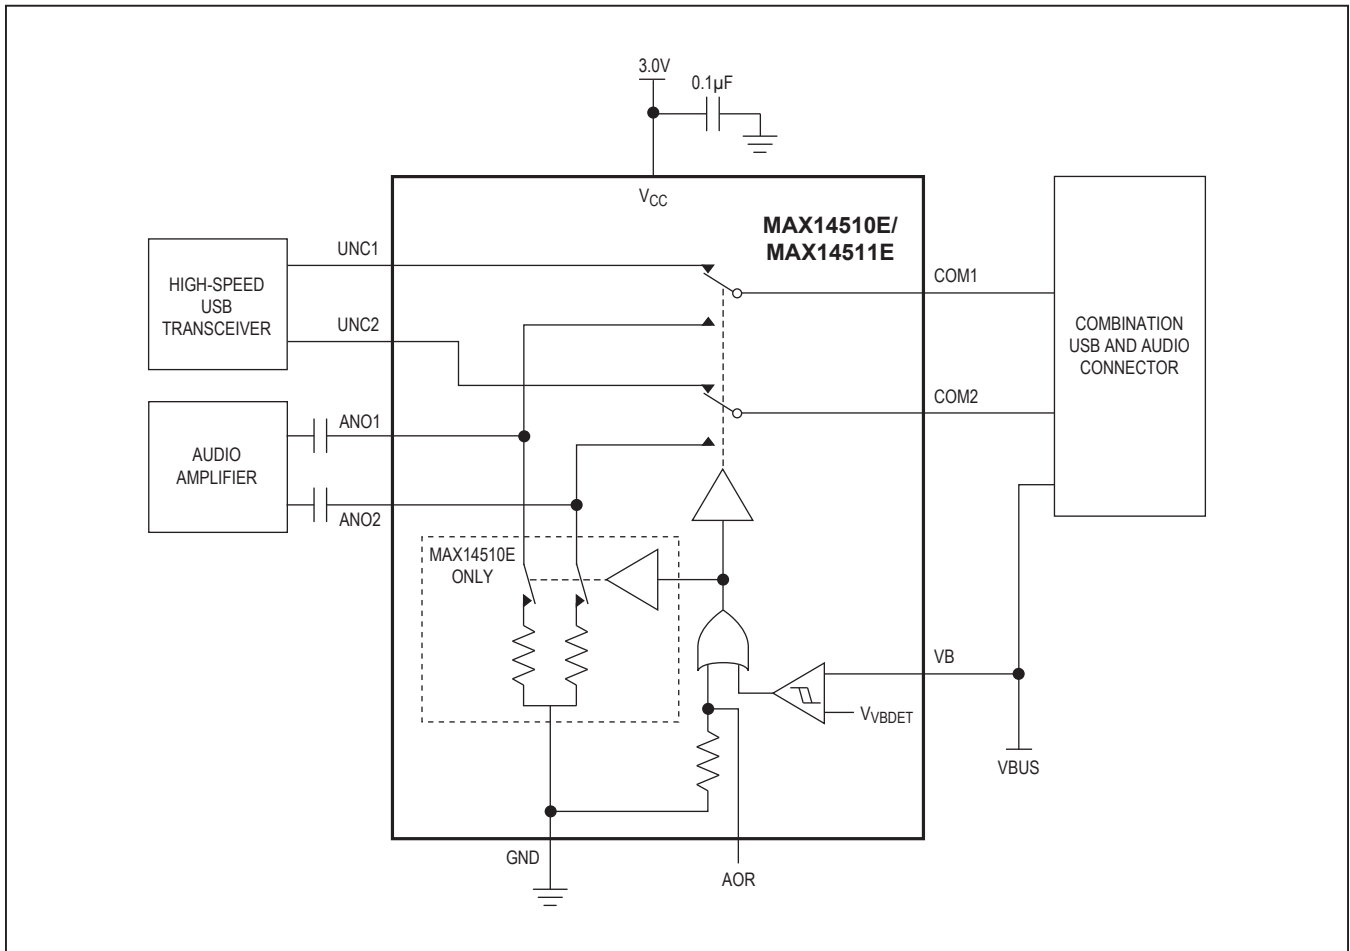 3.0V
0.1µF
VCC
MAX14510E/
MAX14511E
UNC1
COM1
HIGH-SPEED
USB
TRANSCEIVER
UNC2
COMBINATION
USB AND AUDIO
CONNECTOR
COM2
ANO1
AUDIO
AMPLIFIER
ANO2
MAX14510E
ONLY
VB
VVBDET
VBUS
GND
AOR